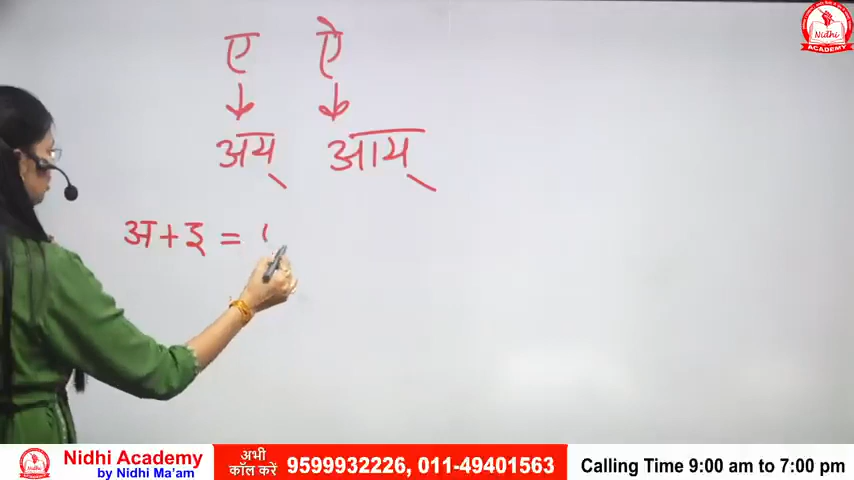 ए ऐ
अय् आय्
अ+इ =
Nidhi
ACADEMY
Nidhi Academy
by Nidhi Ma'am
अभी
कॉल करें
9599932226, 011-49401563
Calling Time 9:00 am to 7:00 pm